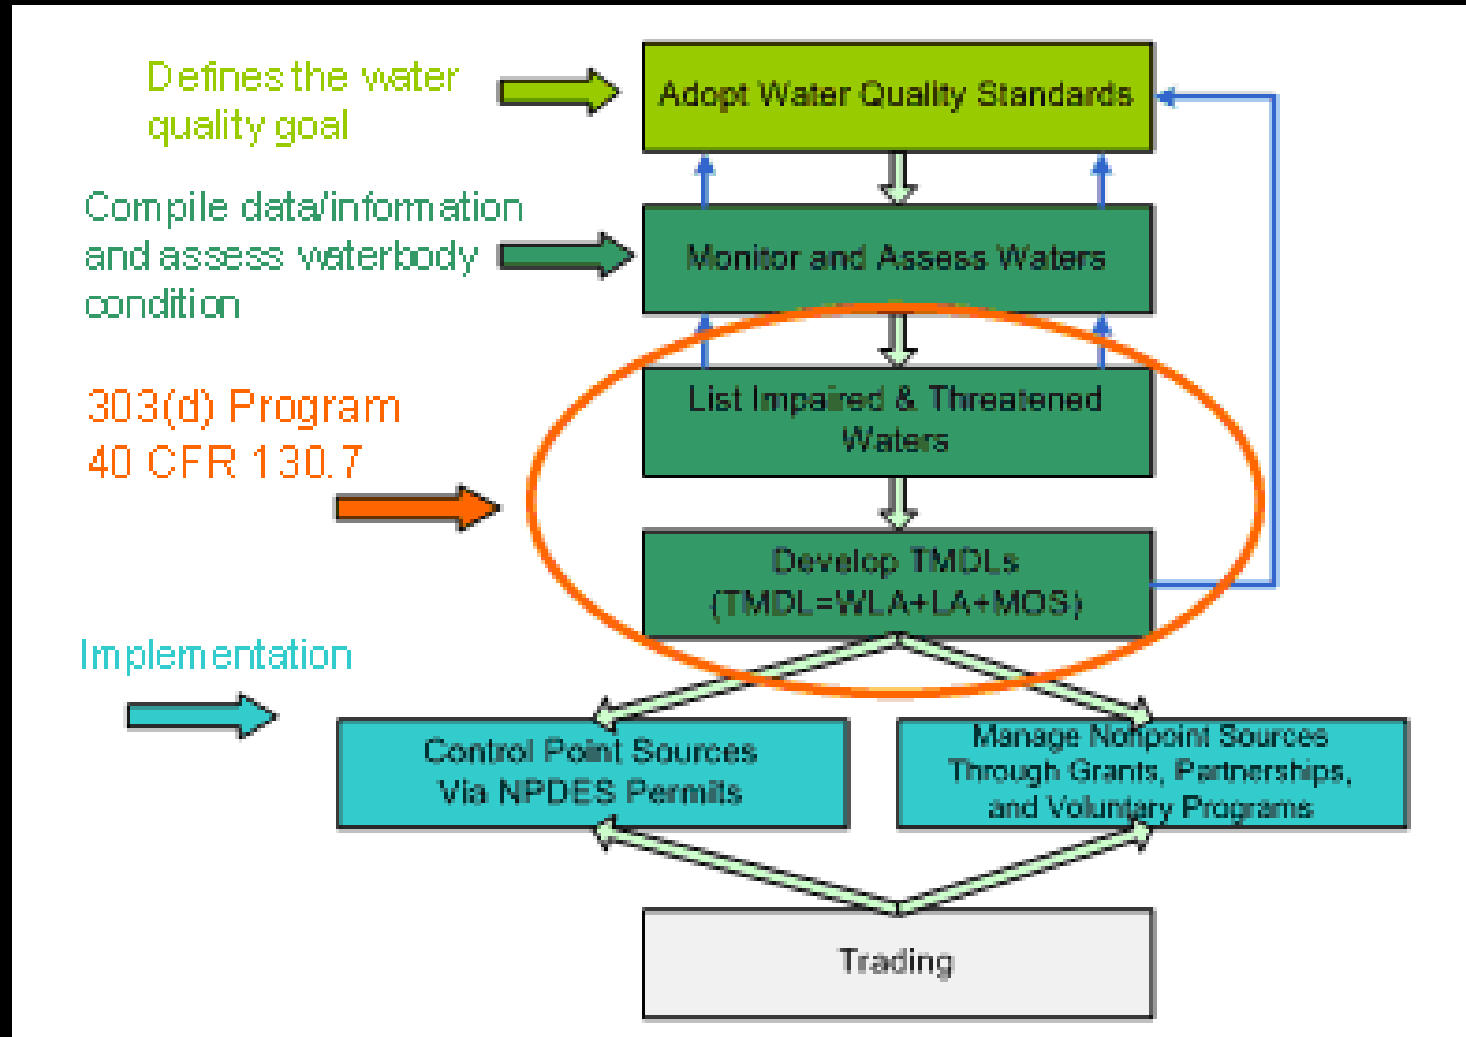 Defines the water
quality goal
Adopt Water Quality Standards
Compile data/information
and assess waterbody
condition
Monitor and Assess Waters
303(d) Program
40 CFR 130.7
List Impaired & Threatened
Waters
Develop TMDLs
(TMDL=WLA+LA+MOS)
Implementation
Control Point Sources
Via NPDES Permits
Manage Nonpoint Sources
Through Grants, Partnerships,
and Voluntary Programs
Trading